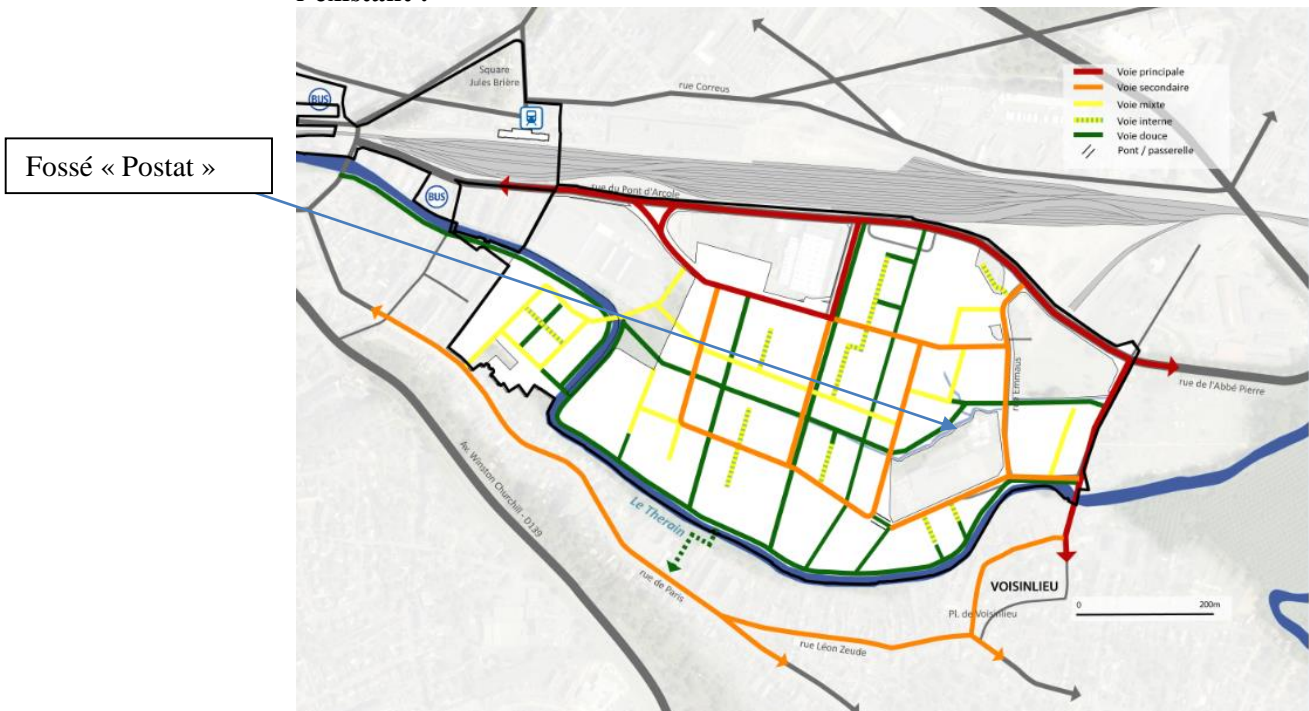 Square
Jules Brière
rue Correus
BUS
Voie principale
Voie secondaire
Voie mixte
Voie interne
Voie douce
Pont / passerelle
Fossé « Postat »
BUS
rue du Pont d'Arcole
rue Emmaus
rue de l'Abbé Pierre
Av. Winston Churchill - D139
Le Therain
rue de Paris
VOISINLIEU
Pl. de Voisinlieu
0 200m
rue Léon Zeude